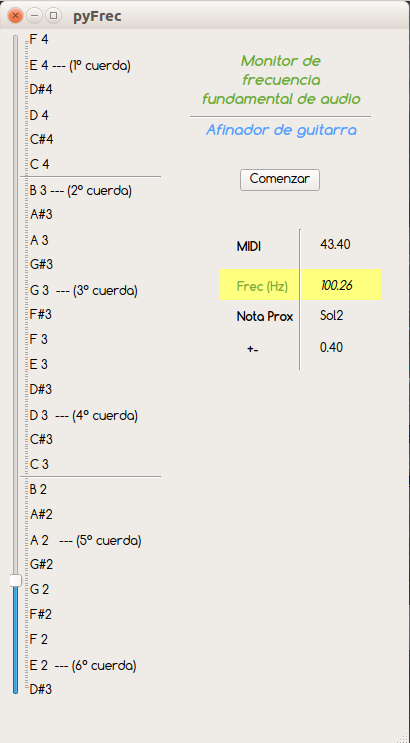 pyFrec
F 4
E 4 --- (1º cuerda)
D#4
D 4
C#4
C 4
B 3 --- (2º cuerda)
A#3
A 3
G#3
G 3 --- (3º cuerda)
F#3
F 3
E 3
D#3
D 3 --- (4º cuerda)
C#3
C 3
B 2
A#2
A 2 --- (5º cuerda)
G#2
G 2
F#2
F 2
E 2 --- (6º cuerda)
D#3
Monitor de
frecuencia
fundamental de audio
Afinador de guitarra
Comenzar
MIDI 43.40
Frec (Hz) 100.26
Nota Prox Sol2
+- 0.40